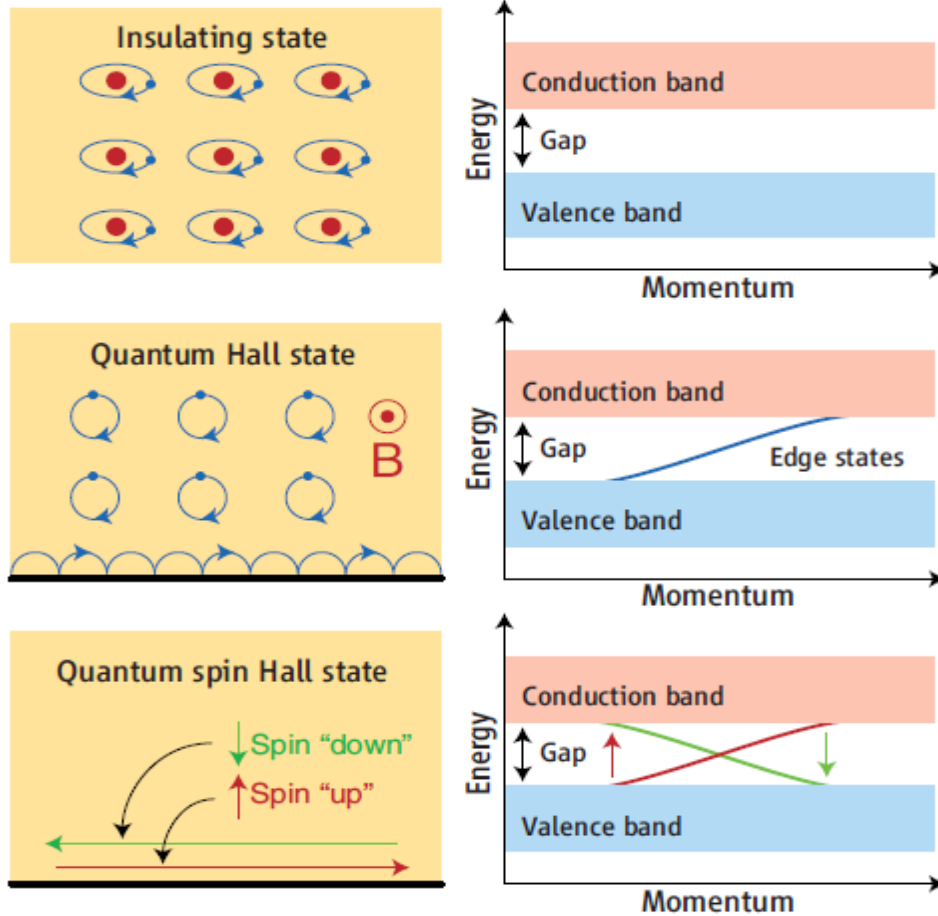 Insulating state
Energy
Conduction band
Gap
Valence band
Momentum
Quantum Hall state
B
Energy
Conduction band
Gap
Edge states
Valence band
Momentum
Quantum spin Hall state
Spin “down”
Spin “up”
Energy
Conduction band
Gap
Valence band
Momentum